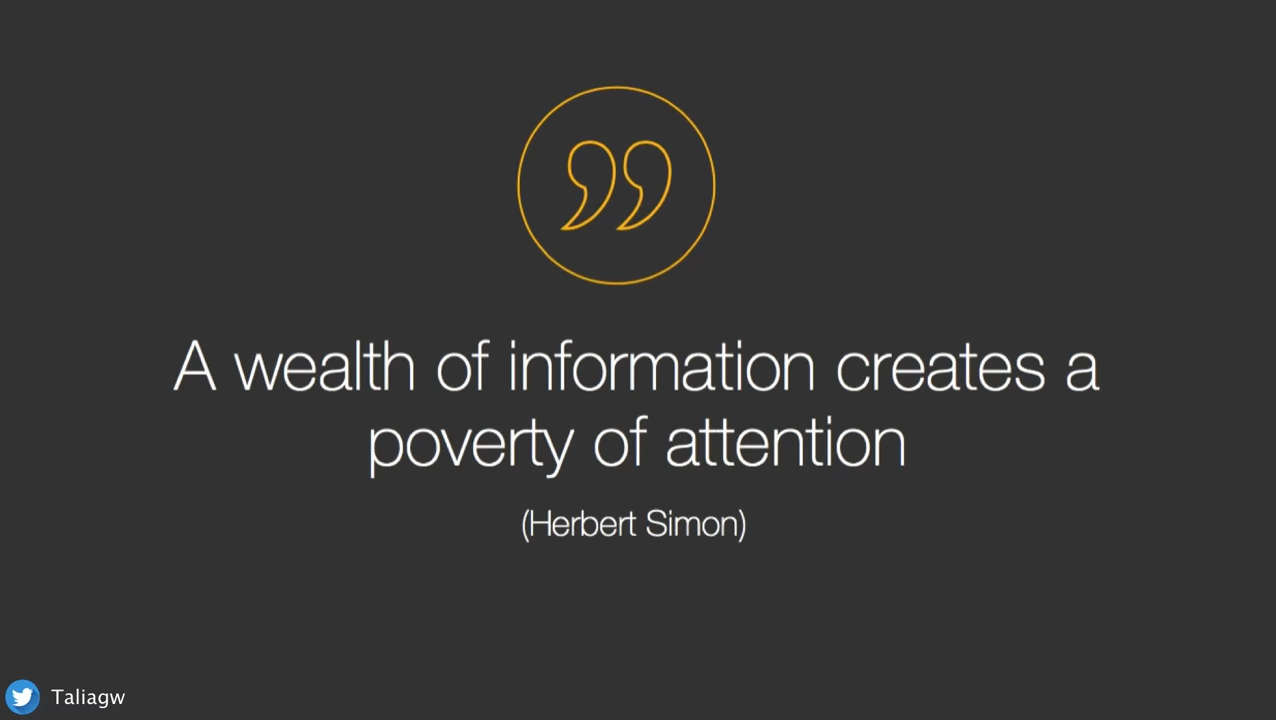 A wealth of information creates a
poverty of attention
(Herbert Simon)
Taliagw